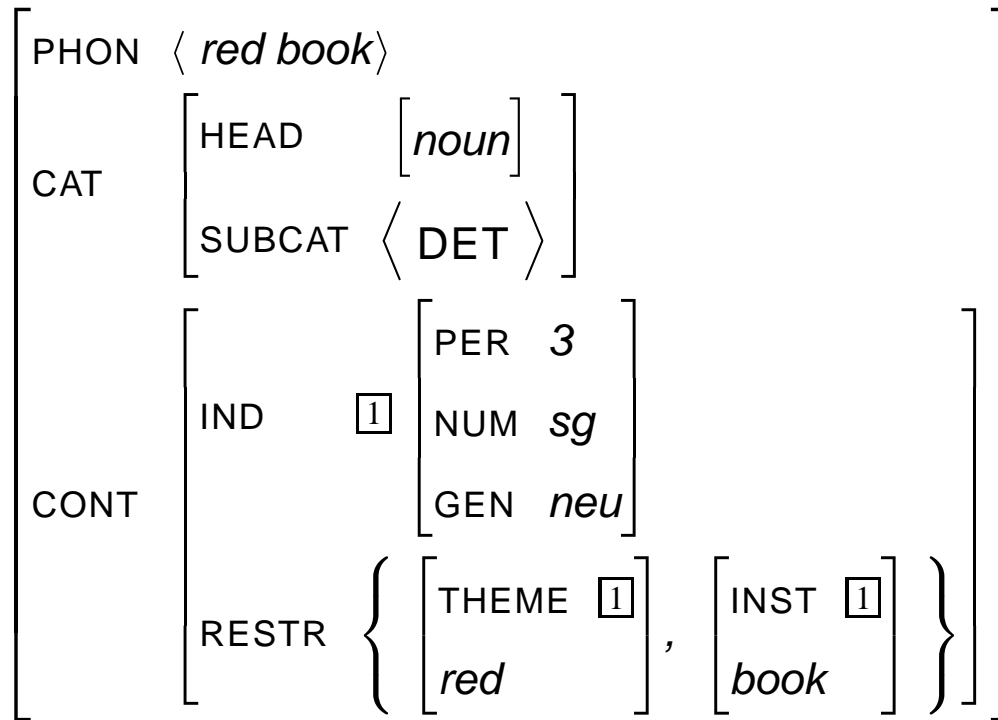 PHON ⟨ red book⟩
CAT
HEAD [noun]
SUBCAT ⟨ DET ⟩
CONT
IND 1
PER 3
NUM sg
GEN neu
RESTR { [THEME 1 red] , [INST 1 book] }